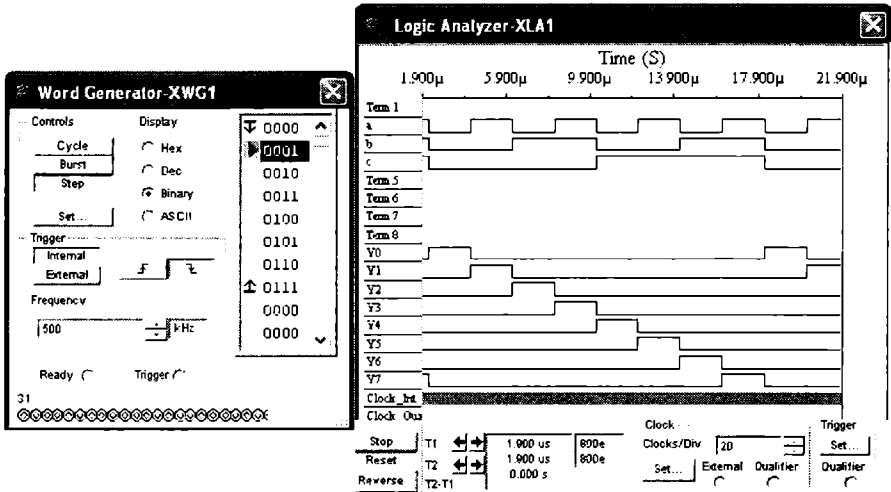 Logic Analyzer-XLA1
Time (S)
1.900µ 5.900µ 9.900µ 13.900µ 17.900µ 21.900µ
Term 1
a
b
c
Term 5
Term 6
Term 7
Term 8
Y0
Y1
Y2
Y3
Y4
Y5
Y6
Y7
Clock_Int
Clock_Qua
Stop
Reset
Reverse
T1
T2
T2-T1
1.900 us
1.900 us
0.000 s
800e
800e
Clock
Clocks/Div 20
Set... External Qualifier
Trigger
Set...
Qualifier
Word Generator-XWG1
Controls
Cycle
Burst
Step
Set...
Display
Hex
Dec
Binary
ASCII
Trigger
Internal
External
Frequency
500 kHz
Ready Trigger
31
0000
0001
0010
0011
0100
0101
0110
0111
0000
0000